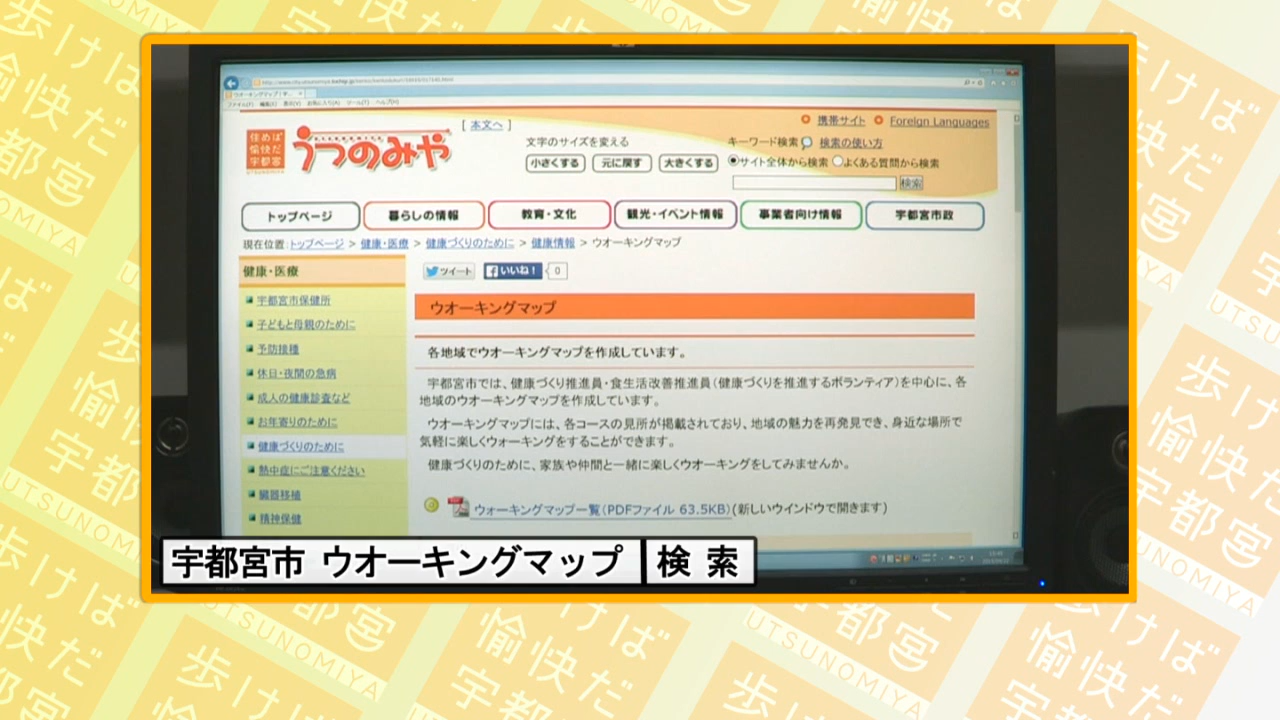 [ 本文へ ]
携帯サイト
Foreign Languages
住めば
愉快だ
宇都宮
うつのみや
文字のサイズを変える
小さくする
元に戻す
大きくする
キーワード検索
検索の使い方
サイト全体から検索
よくある質問から検索
検索
トップページ
暮らしの情報
教育・文化
観光・イベント情報
事業者向け情報
宇都宮市政
現在位置:トップページ > 健康・医療 > 健康づくりのために > 健康情報 > ウオーキングマップ
健康・医療
宇都宮市保健所
子どもと母親のために
予防接種
休日・夜間の急病
成人の健康診査など
お年寄りのために
健康づくりのために
熱中症にご注意ください
臓器移植
精神保健
ツイート
いいね!
0
ウオーキングマップ
各地域でウオーキングマップを作成しています。
宇都宮市では、健康づくり推進員・食生活改善推進員(健康づくりを推進するボランティア)を中心に、各
地域のウオーキングマップを作成しています。
ウオーキングマップには、各コースの見所が掲載されており、地域の魅力を再発見でき、身近な場所で
気軽に楽しくウォーキングをすることができます。
健康づくりのために、家族や仲間と一緒に楽しくウオーキングをしてみませんか。
ウォーキングマップ一覧(PDFファイル 63.5KB)(新しいウインドウで開きます)
宇都宮市 ウオーキングマップ
検 索
歩けば
愉快だ
宇都宮
UTSUNOMIYA